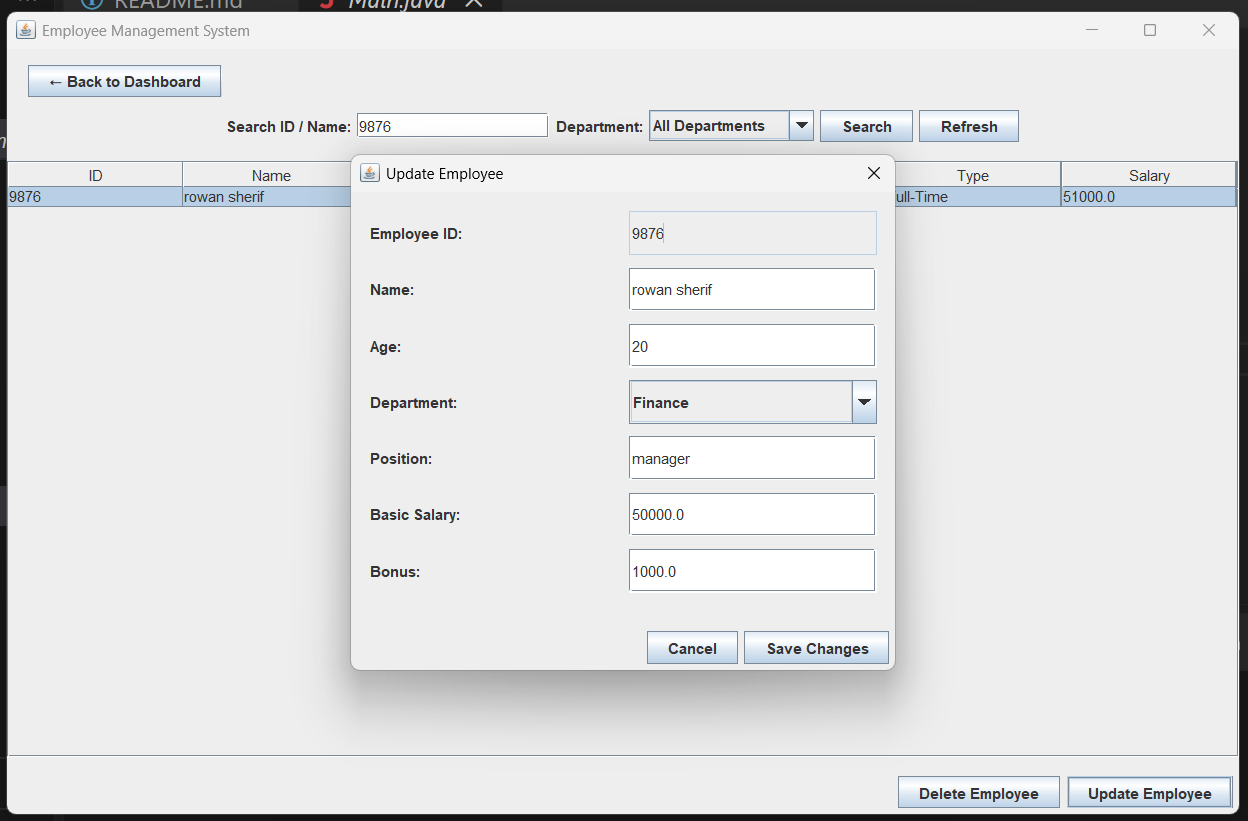 README.md Math.java
Employee Management System
← Back to Dashboard
Search ID / Name: 9876 Department: All Departments Search Refresh
ID Name Type Salary
9876 rowan sherif ull-Time 51000.0
Update Employee
Employee ID: 9876
Name: rowan sherif
Age: 20
Department: Finance
Position: manager
Basic Salary: 50000.0
Bonus: 1000.0
Cancel Save Changes
Delete Employee Update Employee